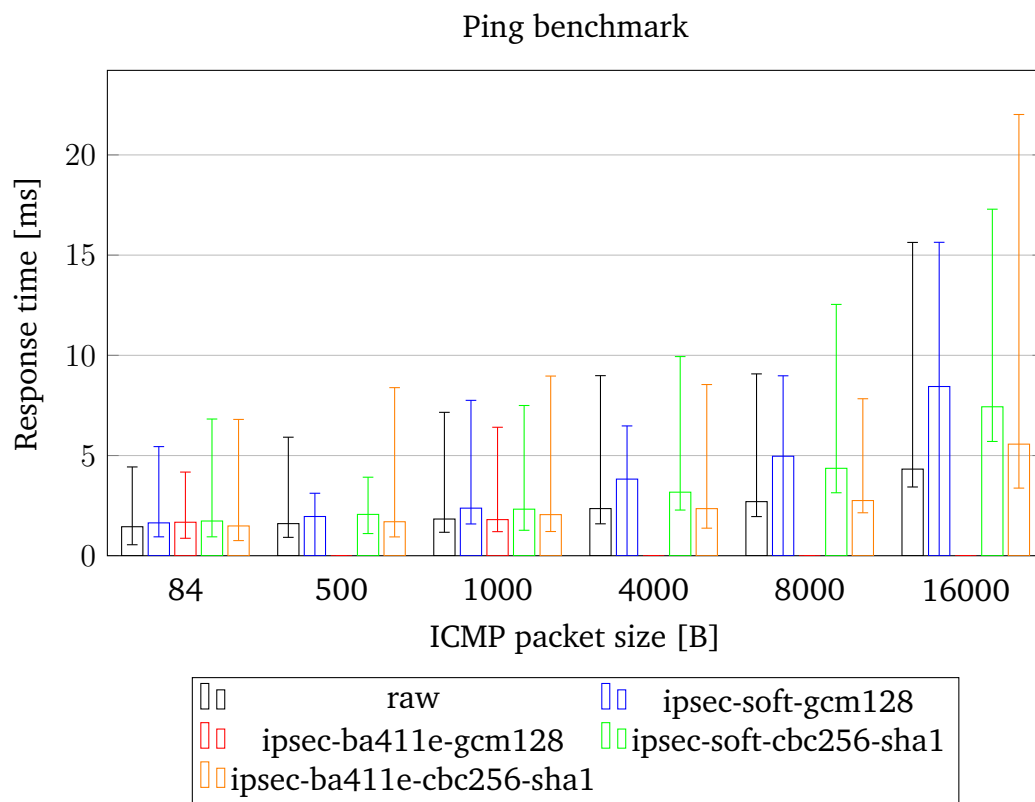 Ping benchmark
Response time [ms]
20
15
10
5
0
84 500 1000 4000 8000 16000
ICMP packet size [B]
raw ipsec-soft-gcm128
ipsec-ba411e-gcm128 ipsec-soft-cbc256-sha1
ipsec-ba411e-cbc256-sha1